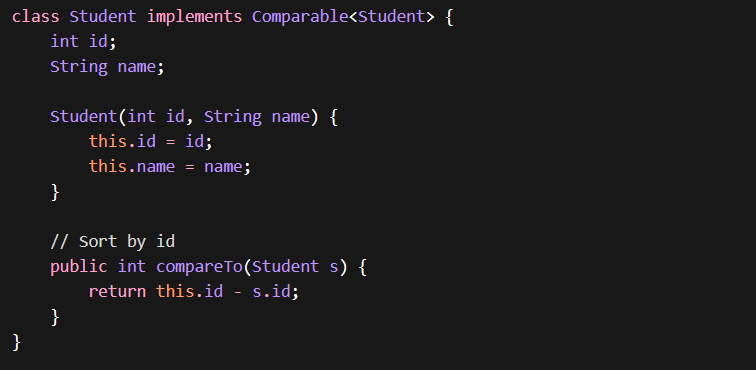 class Student implements Comparable<Student> {
    int id;
    String name;

    Student(int id, String name) {
        this.id = id;
        this.name = name;
    }

    // Sort by id
    public int compareTo(Student s) {
        return this.id - s.id;
    }
}